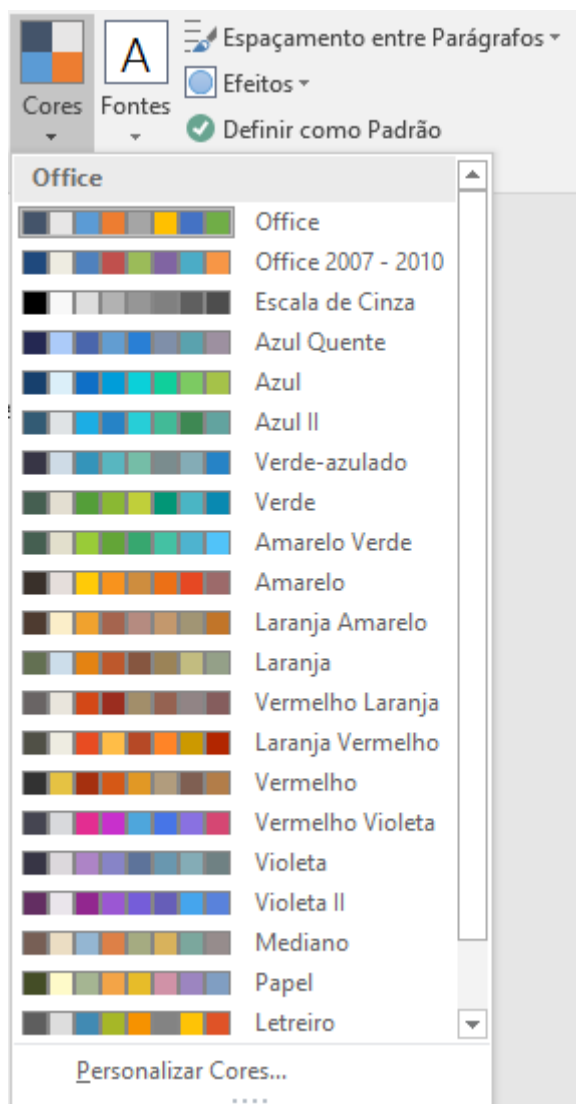 Espaçamento entre Parágrafos
A
Efeitos
Cores Fontes
Definir como Padrão
Office
Office
Office 2007 - 2010
Escala de Cinza
Azul Quente
Azul
Azul II
Verde-azulado
Verde
Amarelo Verde
Amarelo
Laranja Amarelo
Laranja
Vermelho Laranja
Laranja Vermelho
Vermelho
Vermelho Violeta
Violeta
Violeta II
Mediano
Papel
Letreiro
Personalizar Cores...